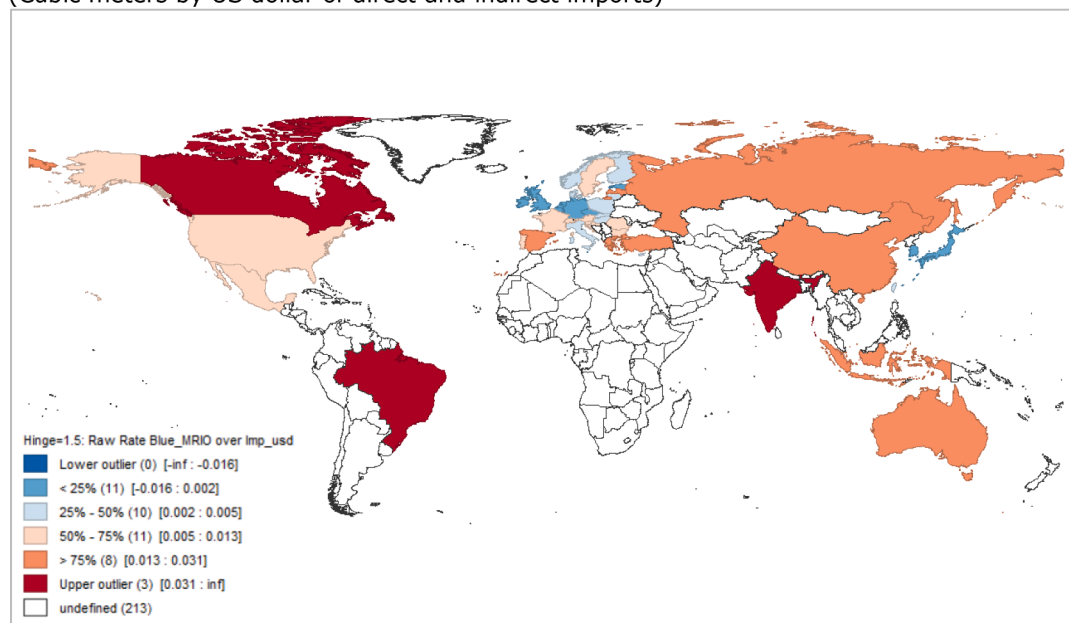 (Cubic meters by US dollar of direct and indirect imports)
Hinge=1.5: Raw Rate Blue_MRIO over Imp_usd
Lower outlier (0) [-inf : -0.016]
< 25% (11) [-0.016 : 0.002]
25% - 50% (10) [0.002 : 0.005]
50% - 75% (11) [0.005 : 0.013]
> 75% (8) [0.013 : 0.031]
Upper outlier (3) [0.031 : inf]
undefined (213)